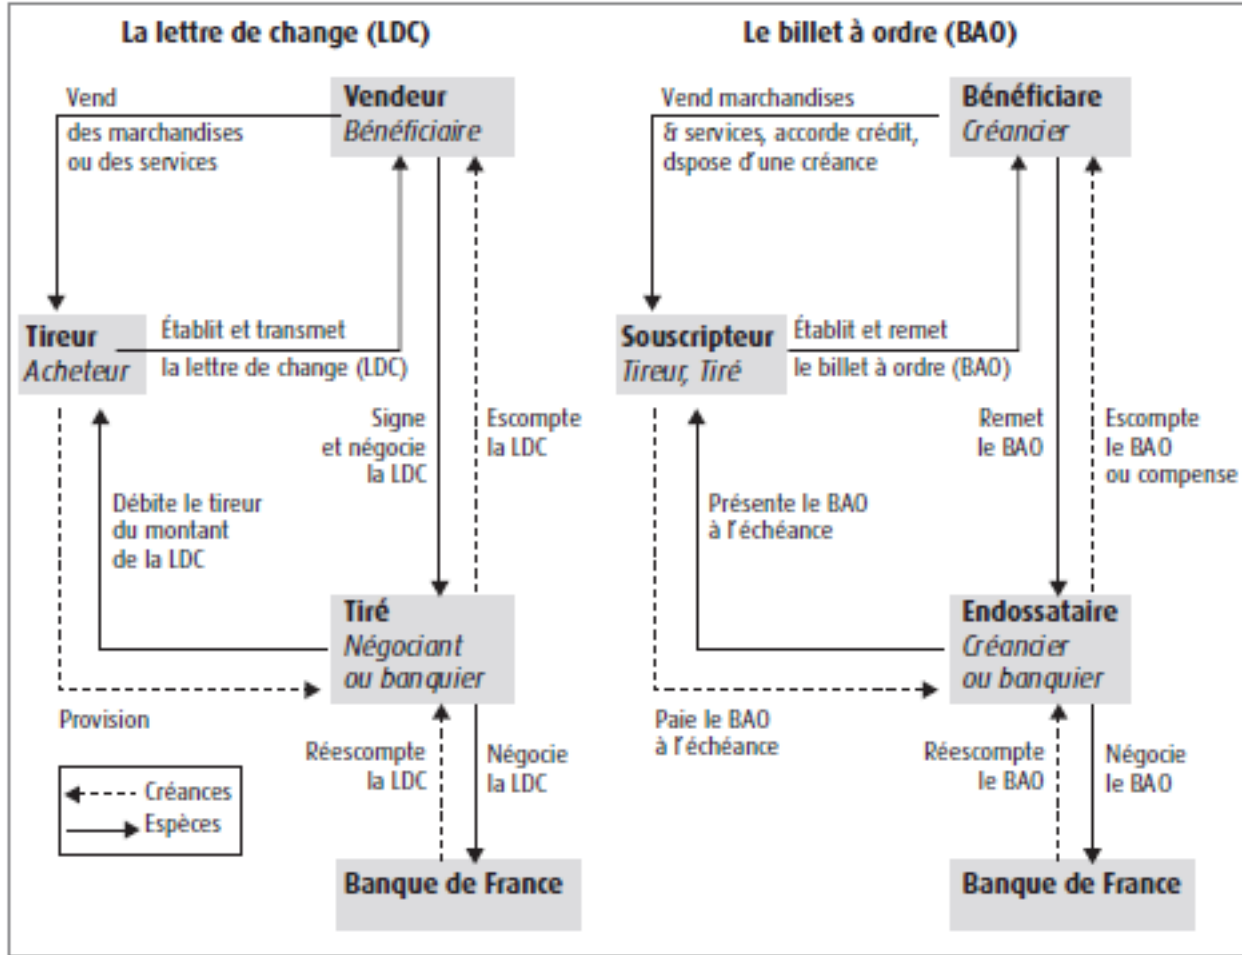 La lettre de change (LDC)
Vend
des marchandises
ou des services
Vendeur
Bénéficiaire
Tireur
Acheteur
Établit et transmet
la lettre de change (LDC)
Signe
et négocie
la LDC
Escompte
la LDC
Débite le tireur
du montant
de la LDC
Tiré
Négociant
ou banquier
Provision
Réescompte
la LDC
Négocie
la LDC
Créances
Espèces
Banque de France
Le billet à ordre (BAO)
Vend marchandises
& services, accorde crédit,
dspose d'une créance
Bénéficiare
Créancier
Souscripteur
Tireur, Tiré
Établit et remet
le billet à ordre (BAO)
Remet
le BAO
Escompte
le BAO
ou compense
Présente le BAO
à l'échéance
Endossataire
Créancier
ou banquier
Paie le BAO
à l'échéance
Réescompte
le BAO
Négocie
le BAO
Banque de France